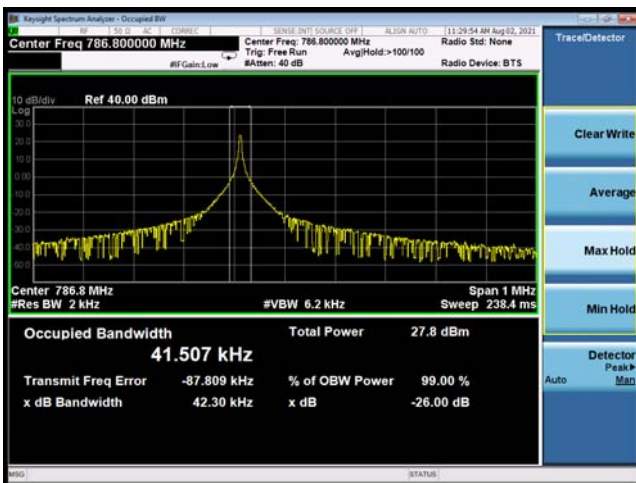 Keysight Spectrum Analyzer - Occupied BW
RF 50 Ω AC CORREC SENSE:INT SOURCE OFF ALIGN AUTO 11:29:54 AM Aug 02, 2021
Center Freq 786.800000 MHz Center Freq: 786.800000 MHz Radio Std: None Trace/Detector
Trig: Free Run Avg|Hold:>100/100
#IFGain:Low #Atten: 40 dB Radio Device: BTS
10 dB/div Ref 40.00 dBm
Log
30.0
20.0
10.0
0.00
-10.0
-20.0
-30.0
-40.0
-50.0
Center 786.8 MHz Span 1 MHz
#Res BW 2 kHz #VBW 6.2 kHz Sweep 238.4 ms
Occupied Bandwidth Total Power 27.8 dBm
41.507 kHz
Transmit Freq Error -87.809 kHz % of OBW Power 99.00 %
x dB Bandwidth 42.30 kHz x dB -26.00 dB
Clear Write
Average
Max Hold
Min Hold
Detector
Peak▶
Auto Man
MSG STATUS